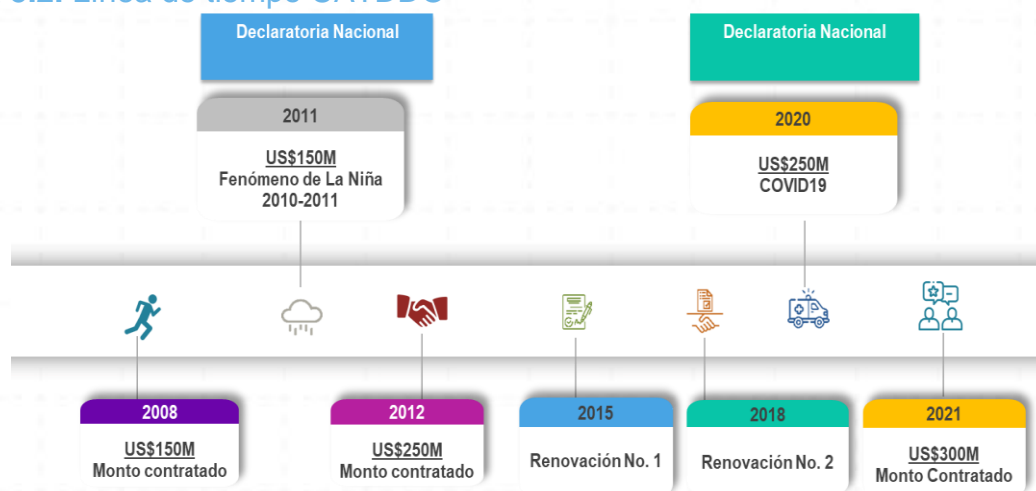 Declaratoria Nacional
Declaratoria Nacional
2011
US$150M
Fenómeno de La Niña
2010-2011
2020
US$250M
COVID19
2008
US$150M
Monto contratado
2012
US$250M
Monto contratado
2015
Renovación No. 1
2018
Renovación No. 2
2021
US$300M
Monto Contratado